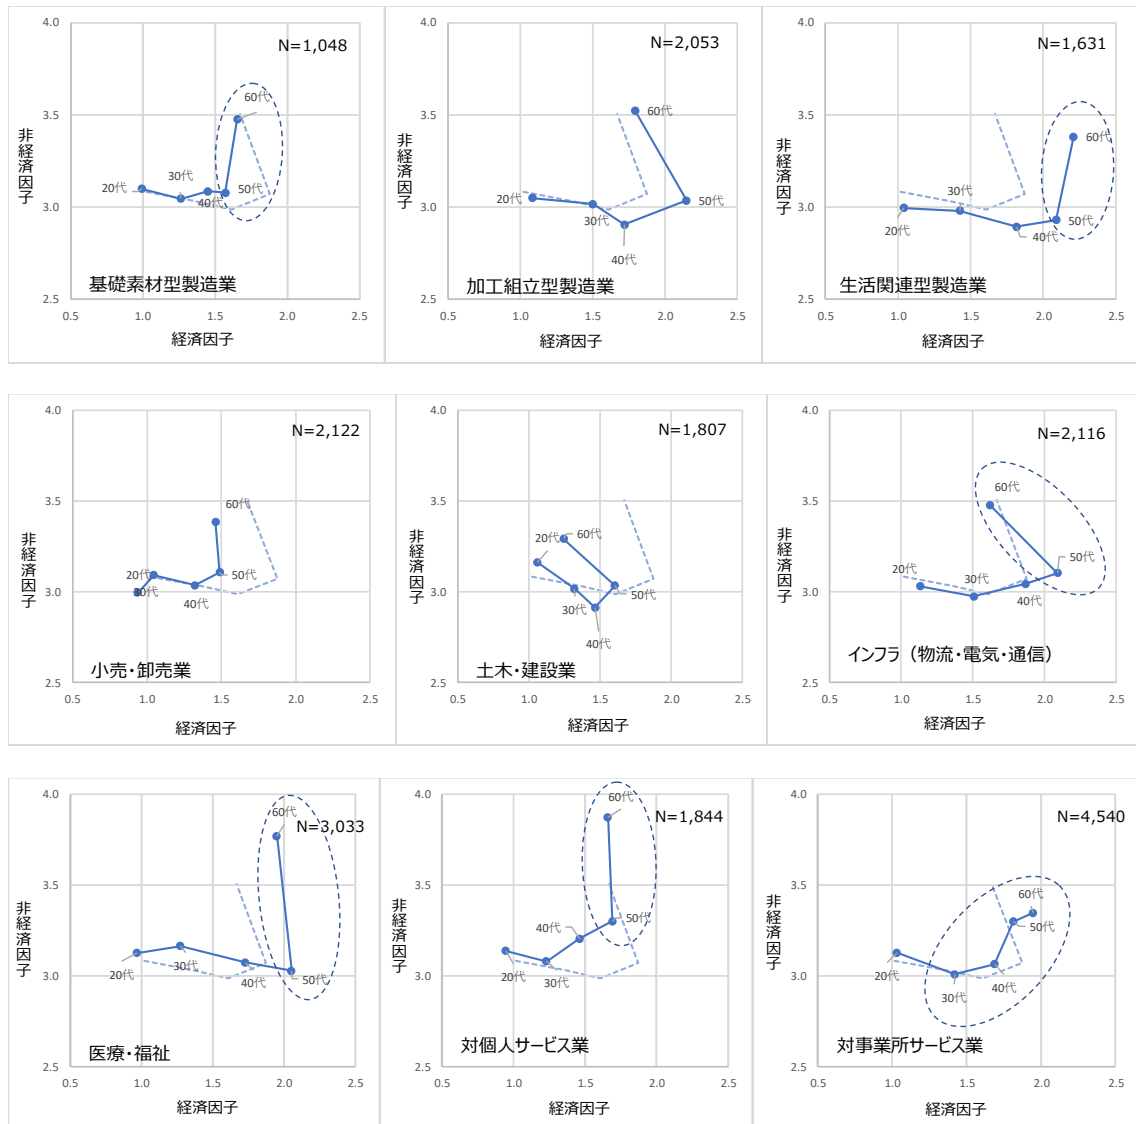 4.0
3.5
3.0
2.5
0.5
1.0
1.5
2.0
2.5
非経済因子
経済因子
N=1,048
20代
30代
40代
50代
60代
基礎素材型製造業
4.0
3.5
3.0
2.5
0.5
1.0
1.5
2.0
2.5
非経済因子
経済因子
N=2,053
20代
30代
40代
50代
60代
加工組立型製造業
4.0
3.5
3.0
2.5
0.5
1.0
1.5
2.0
2.5
非経済因子
経済因子
N=1,631
20代
30代
40代
50代
60代
生活関連型製造業
4.0
3.5
3.0
2.5
0.5
1.0
1.5
2.0
2.5
非経済因子
経済因子
N=2,122
20代
30代
40代
50代
60代
小売・卸売業
4.0
3.5
3.0
2.5
0.5
1.0
1.5
2.0
2.5
非経済因子
経済因子
N=1,807
20代
30代
40代
50代
60代
土木・建設業
4.0
3.5
3.0
2.5
0.5
1.0
1.5
2.0
2.5
非経済因子
経済因子
N=2,116
20代
30代
40代
50代
60代
インフラ（物流・電気・通信）
4.0
3.5
3.0
2.5
0.5
1.0
1.5
2.0
2.5
非経済因子
経済因子
N=3,033
20代
30代
40代
50代
60代
医療・福祉
4.0
3.5
3.0
2.5
0.5
1.0
1.5
2.0
2.5
非経済因子
経済因子
N=1,844
20代
30代
40代
50代
60代
対個人サービス業
4.0
3.5
3.0
2.5
0.5
1.0
1.5
2.0
2.5
非経済因子
経済因子
N=4,540
20代
30代
40代
50代
60代
対事業所サービス業